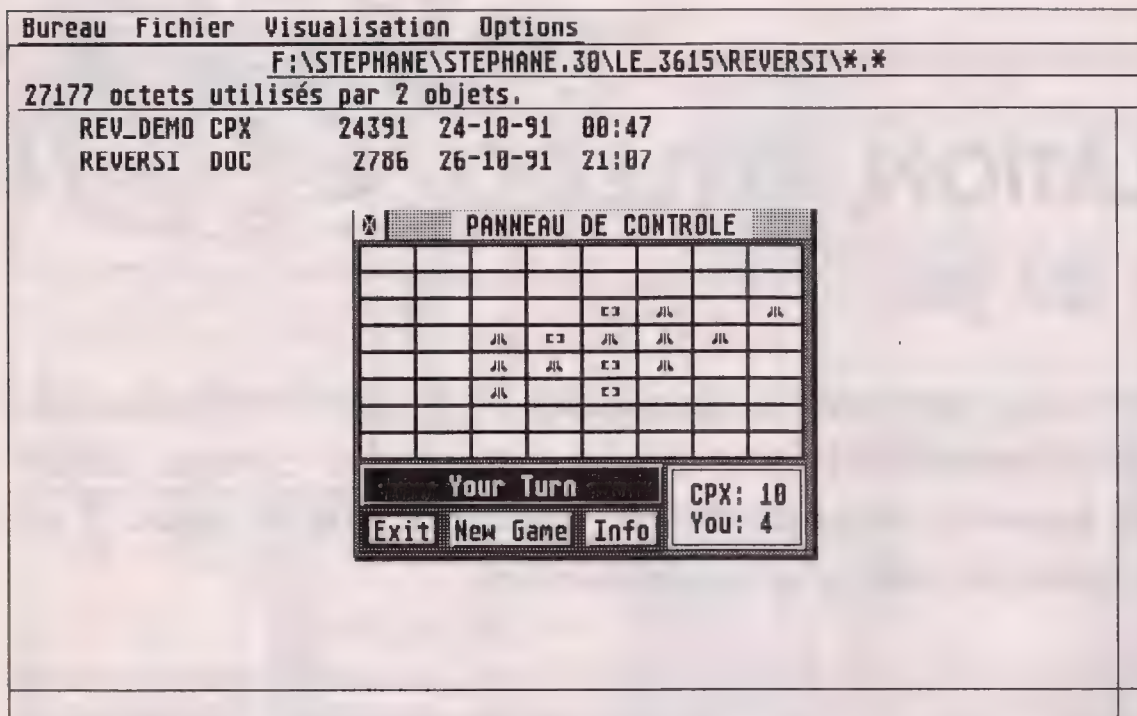 Bureau Fichier Visualisation Options
F:\STEPHANE\STEPHANE.30\LE_3615\REVERSI\*.*
27177 octets utilisés par 2 objets.
REV_DEMO CPX 24391 24-10-91 00:47
REVERSI DOC 2786 26-10-91 21:07
PANNEAU DE CONTROLE
Your Turn
CPX: 10
You: 4
Exit New Game Info